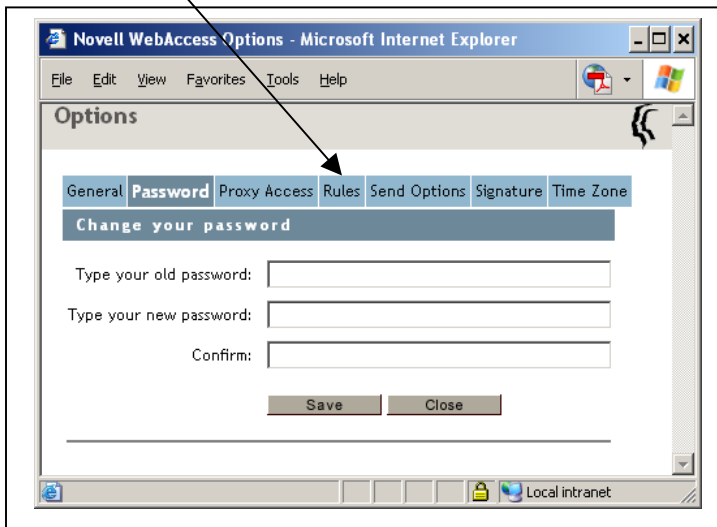 Novell WebAccess Options - Microsoft Internet Explorer
File Edit View Favorites Tools Help
Options
General Password Proxy Access Rules Send Options Signature Time Zone
Change your password
Type your old password:
Type your new password:
Confirm:
Save Close
Local intranet